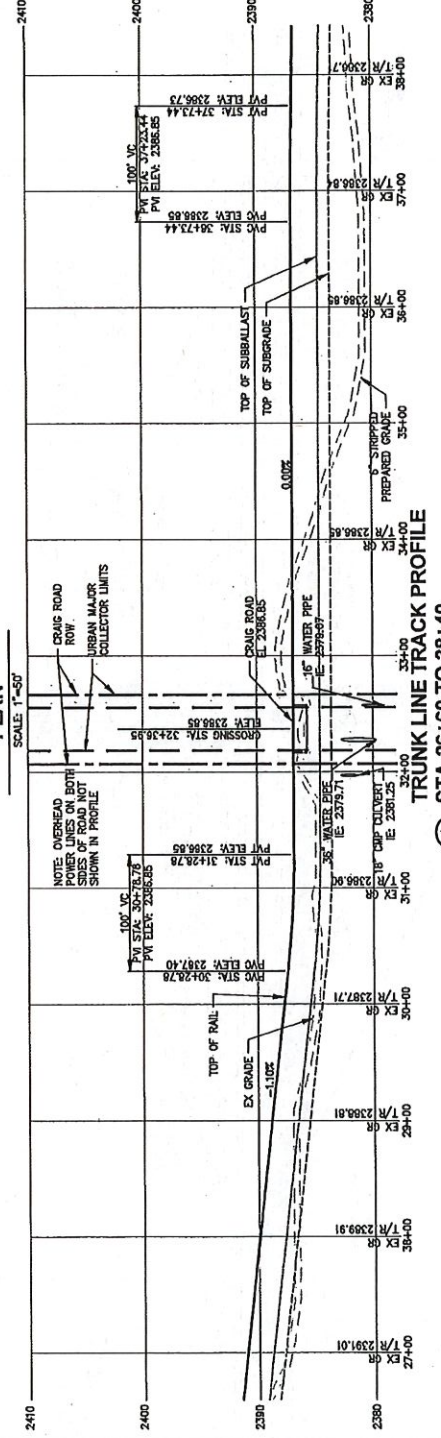 PLAN
SCALE: 1"=50'
2410
2400
2390
2380
2410
2400
2390
2380
NOTE: OVERHEAD
POWER LINES ON BOTH
SIDES OF ROAD NOT
SHOWN IN PROFILE
CRAIG ROAD
ROW
URBAN MAJOR
COLLECTOR LIMITS
100' VC
PVI STA: 30+78.78
PVI ELEV: 2386.85
PVC STA: 30+28.78
PVC ELEV: 2387.40
PVT STA: 31+28.78
PVT ELEV: 2386.85
CROSSING STA: 32+36.95
ELEV: 2386.85
100' VC
PVI STA: 37+23.44
PVI ELEV: 2386.85
PVC STA: 36+73.44
PVC ELEV: 2386.85
PVT STA: 37+73.44
PVT ELEV: 2386.73
TOP OF RAIL
EX GRADE
-1.10%
CRAIG ROAD
EL 2386.85
0.00%
TOP OF SUBBALLAST
TOP OF SUBGRADE
36" WATER PIPE
IE: 2379.71
18" CMP CULVERT
IE: 2381.25
16" WATER PIPE
IE: 2379.87
6" STRIPPED
PREPARED GRADE
EX GR
T/R 2391.01
EX GR
T/R 2389.91
EX GR
T/R 2388.81
EX GR
T/R 2387.71
EX GR
T/R 2386.90
EX GR
T/R 2386.85
EX GR
T/R 2386.85
EX GR
T/R 2386.84
EX GR
T/R 2386.7
27+00
38+00
29+00
30+00
31+00
32+00
33+00
34+00
35+00
36+00
37+00
38+00
TRUNK LINE TRACK PROFILE